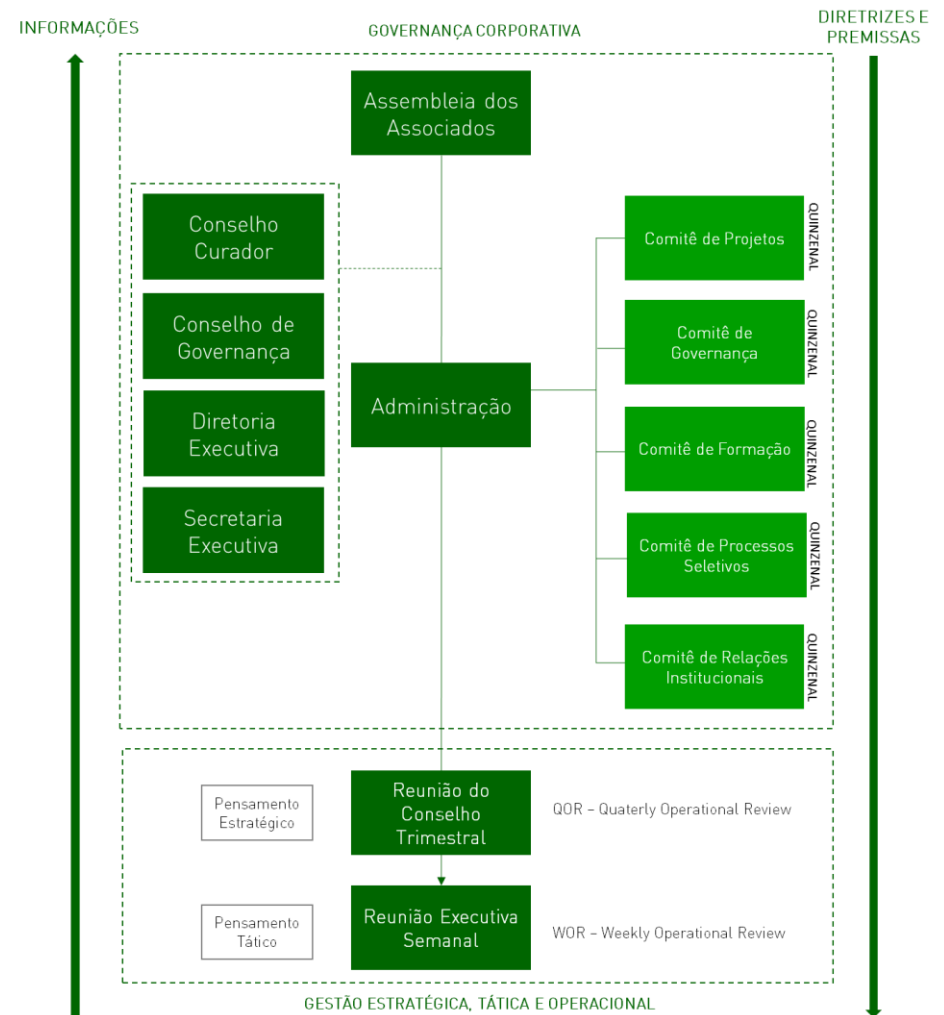 INFORMAÇÕES
GOVERNANÇA CORPORATIVA
DIRETRIZES E
PREMISSAS
Assembleia dos
Associados
Conselho
Curador
Conselho de
Governança
Diretoria
Executiva
Secretaria
Executiva
Administração
Comitê de Projetos
QUINZENAL
Comitê de
Governança
QUINZENAL
Comitê de Formação
QUINZENAL
Comitê de Processos
Seletivos
QUINZENAL
Comitê de Relações
Institucionais
QUINZENAL
Pensamento
Estratégico
Reunião do
Conselho
Trimestral
QOR – Quaterly Operational Review
Pensamento
Tático
Reunião Executiva
Semanal
WOR – Weekly Operational Review
GESTÃO ESTRATÉGICA, TÁTICA E OPERACIONAL